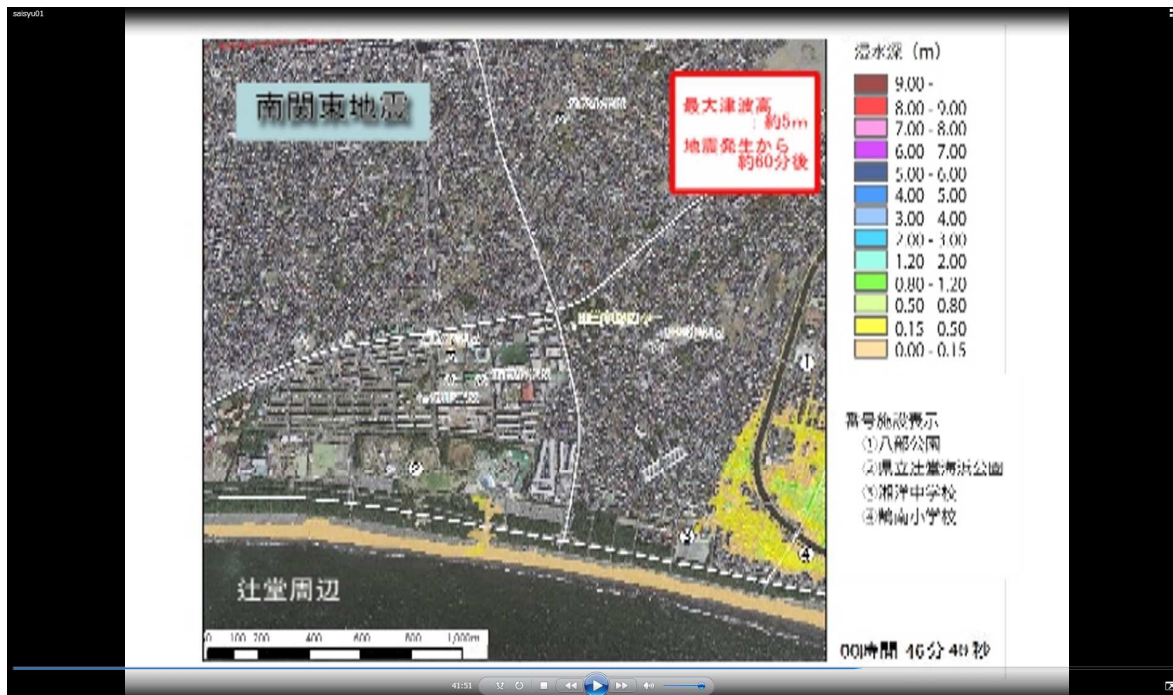 saisyu01
南関東地震
最大津波高
：約5m
地震発生から
約60分後
浸水深（m）
9.00 -
8.00 - 9.00
7.00 - 8.00
6.00 7.00
5.00 - 6.00
4.00 5.00
3.00 4.00
2.00 - 3.00
1.20 2.00
0.80 - 1.20
0.50 0.80
0.15 0.50
0.00 - 0.15
①
番号施設表示
①八部公園
②県立辻堂海浜公園
③湘洋中学校
④鵠南小学校
②
③
④
辻堂周辺
0 100 200 400 600 800 1,000m
00時間 46分 40秒
41:51